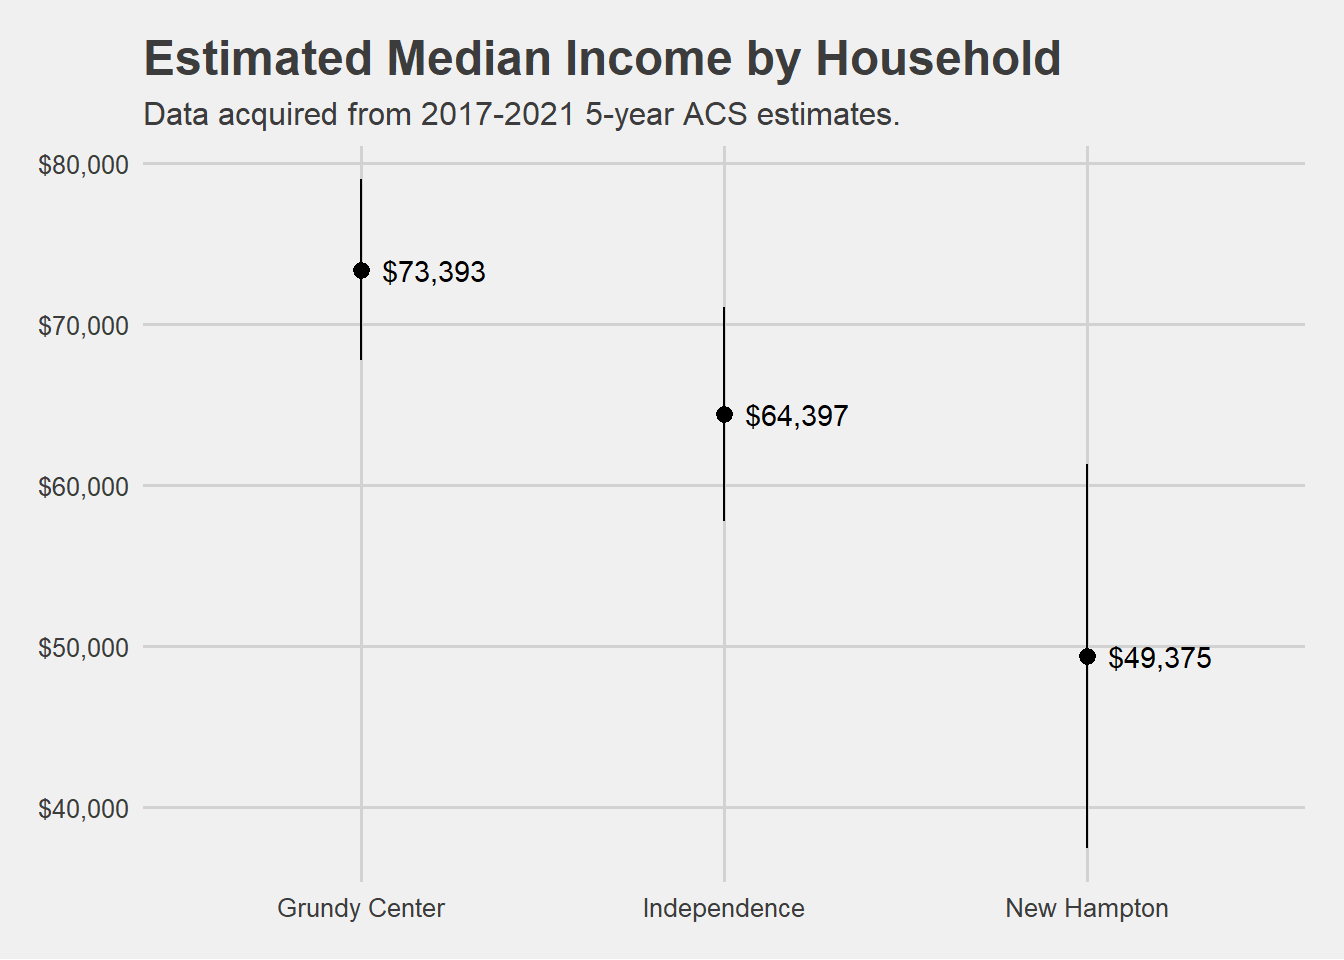 Estimated Median Income by Household
Data acquired from 2017-2021 5-year ACS estimates.
$80,000
$73,393
$70,000
$64,397
$60,000
$50,000
$49,375
$40,000
Grundy Center
Independence
New Hampton